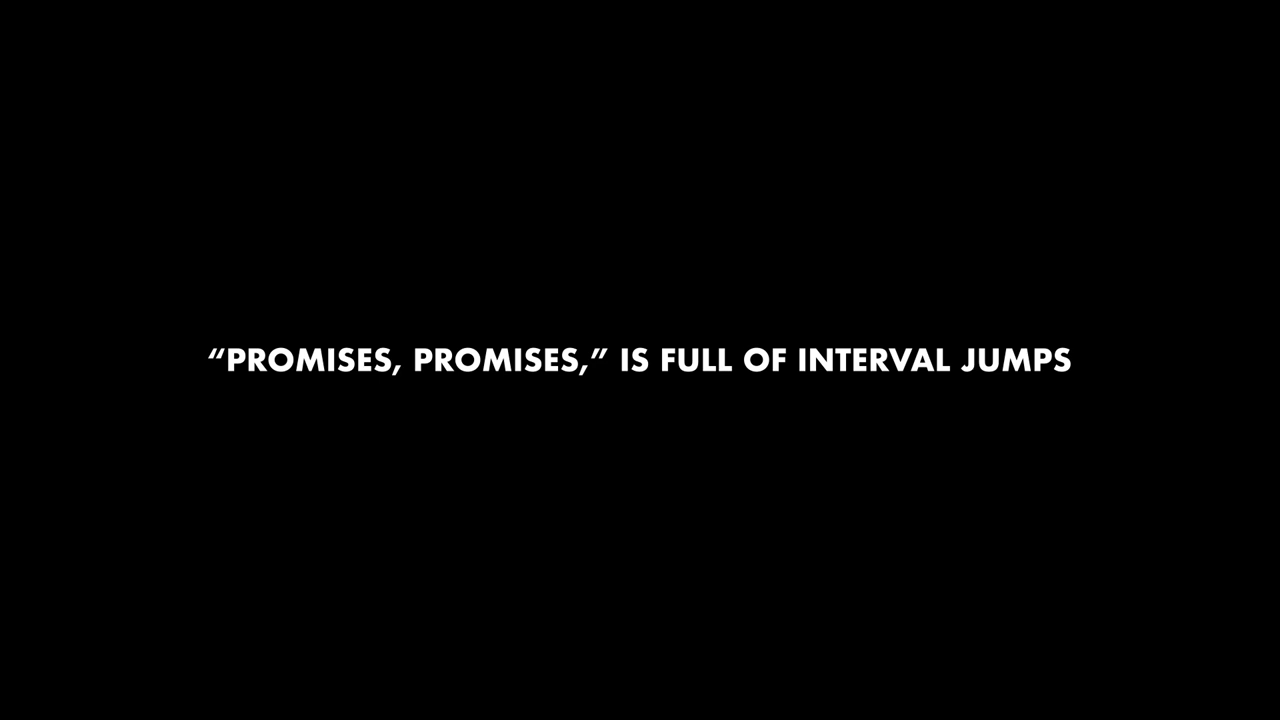 “PROMISES, PROMISES,” IS FULL OF INTERVAL JUMPS